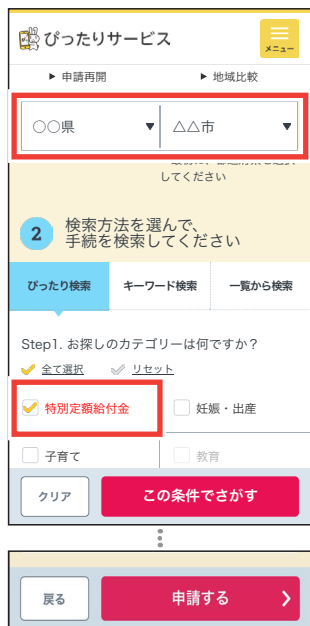 ぴったりサービス
メニュー
▶ 申請再開
▶ 地域比較
○○県 ▼
△△市 ▼
してください
2
検索方法を選んで、
手続を検索してください
ぴったり検索
キーワード検索
一覧から検索
Step1. お探しのカテゴリーは何ですか?
全て選択
リセット
特別定額給付金
妊娠・出産
子育て
教育
クリア
この条件でさがす
戻る
申請する